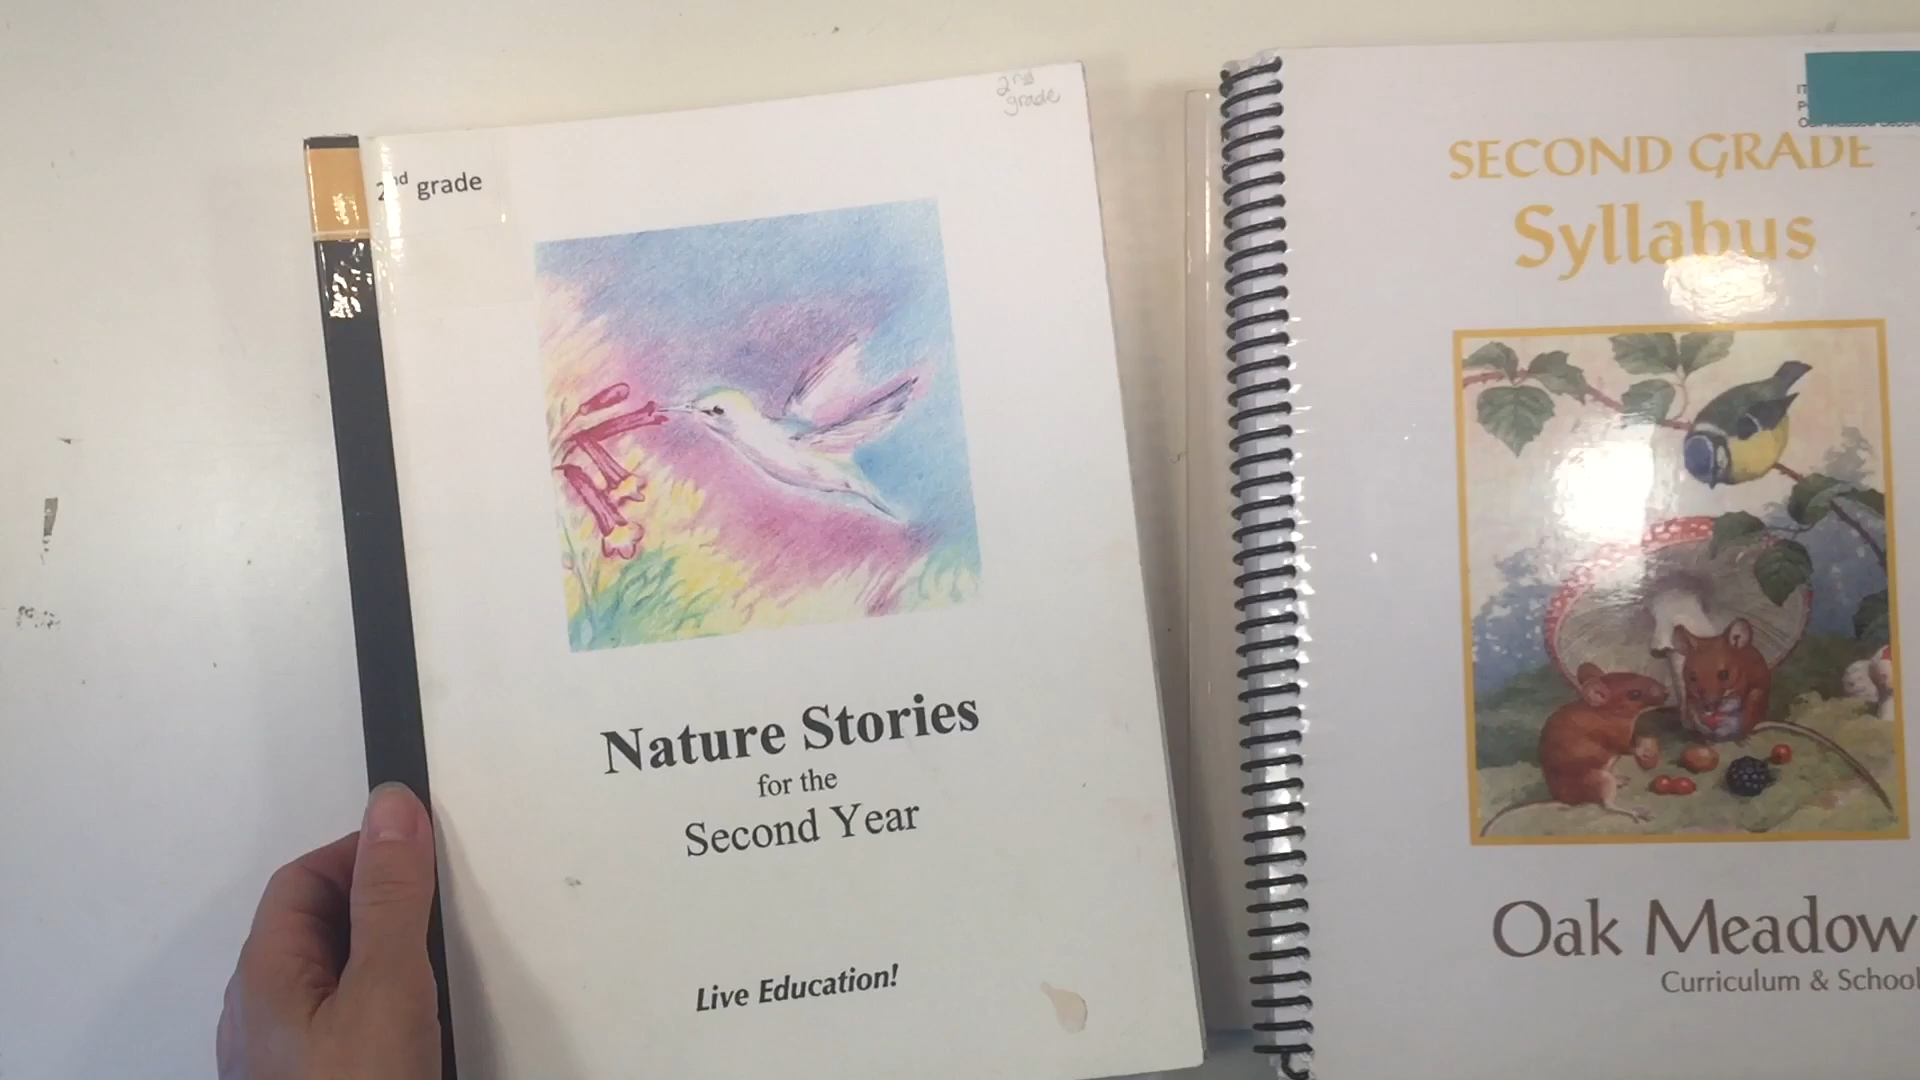 2nd
grade
2nd grade
Nature Stories
for the
Second Year
Live Education!
SECOND GRADE
Syllabus
Oak Meadow
Curriculum & School